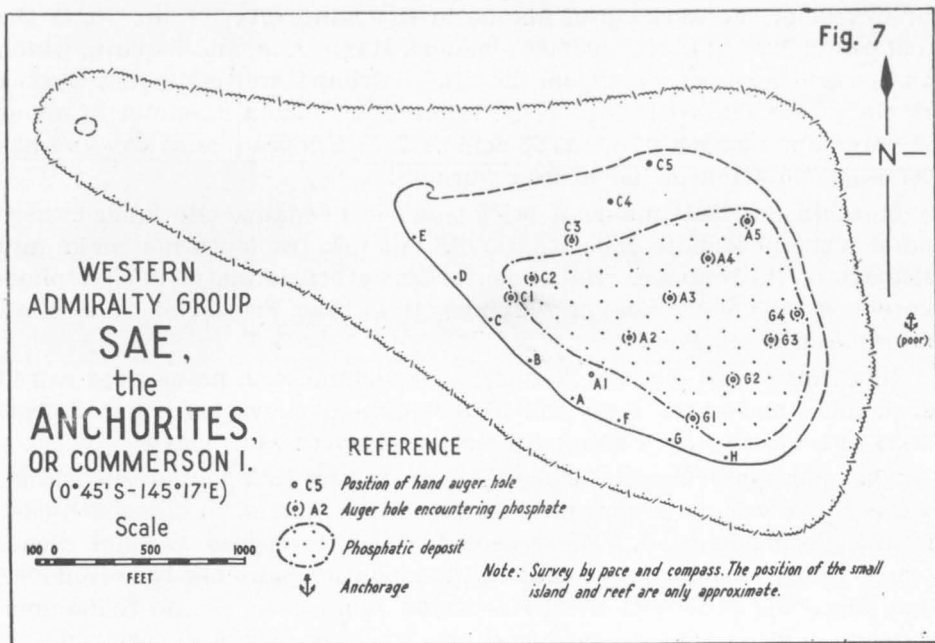 Fig. 7
N
C5
C4
C3
A5
E
A4
D
C2
C1
A3
G4
C
A2
G3
(poor)
B
A1
G2
A
F
G1
G
H
WESTERN
ADMIRALTY GROUP
SAE,
the
ANCHORITES,
OR COMMERSON I.
(0°45'S-145°17'E)
Scale
100 0 500 1000
FEET
REFERENCE
C5 Position of hand auger hole
A2 Auger hole encountering phosphate
Phosphatic deposit
Anchorage
Note: Survey by pace and compass. The position of the small
island and reef are only approximate.